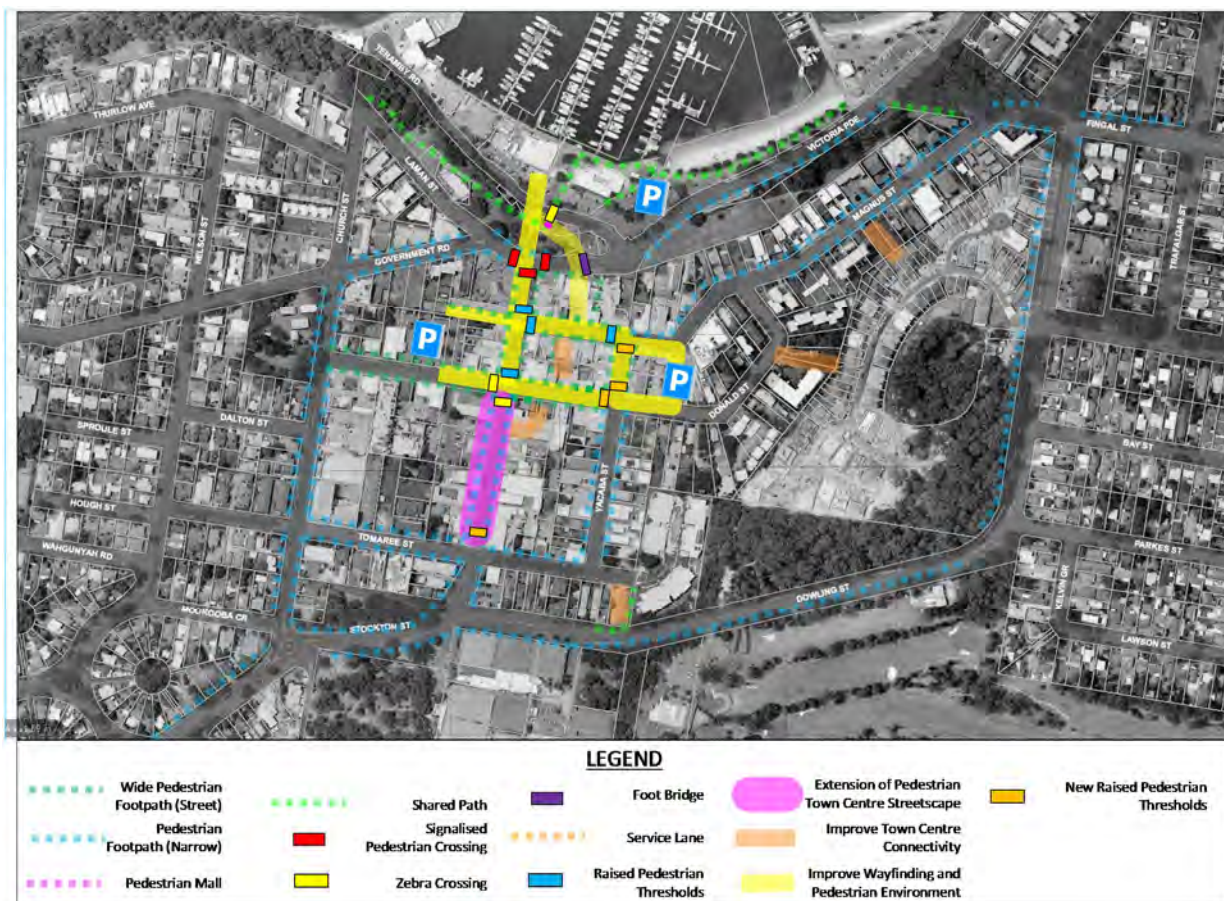 TENAMBY RD
THURLOW AVE
VICTORIA PDE
FINGAL ST
LAMAN ST
CHURCH ST
NELSON ST
MAGNUS ST
TRAFALGAR ST
P
GOVERNMENT RD
P
P
DONALD ST
DALTON ST
SPROULE ST
BAY ST
YACABA ST
HOUGH ST
TOMAREE ST
WAHGUNYAH RD
PARKES ST
KELVIN GR
DOWLING ST
MOOROOBA CR
STOCKTON ST
LAWSON ST
LEGEND
Wide Pedestrian
Footpath (Street)
Shared Path
Foot Bridge
Extension of Pedestrian
Town Centre Streetscape
New Raised Pedestrian
Thresholds
Pedestrian
Footpath (Narrow)
Signalised
Pedestrian Crossing
Service Lane
Improve Town Centre
Connectivity
Pedestrian Mall
Zebra Crossing
Raised Pedestrian
Thresholds
Improve Wayfinding and
Pedestrian Environment